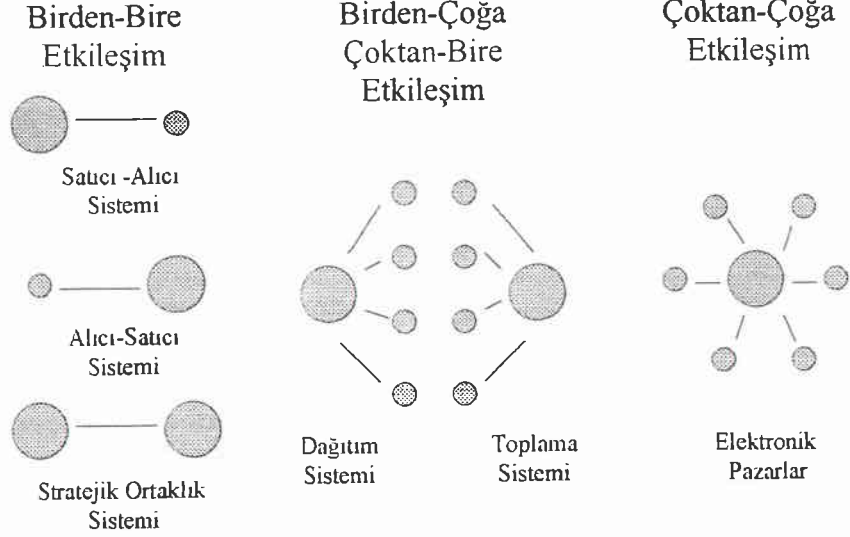 Birden-Bire
Etkileşim
Satıcı -Alıcı
Sistemi
Alıcı-Satıcı
Sistemi
Stratejik Ortaklık
Sistemi
Birden-Çoğa
Çoktan-Bire
Etkileşim
Dağıtım
Sistemi
Toplama
Sistemi
Çoktan-Çoğa
Etkileşim
Elektronik
Pazarlar